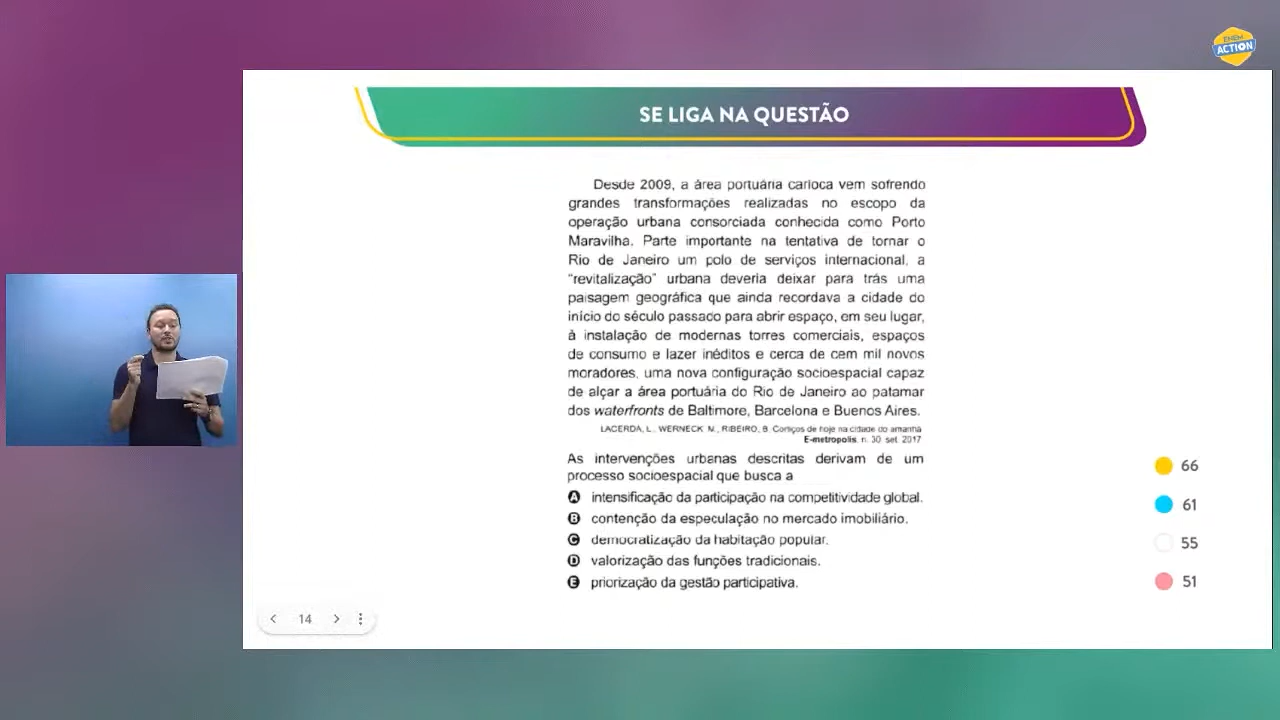 ENEM
ACTION
SE LIGA NA QUESTÃO
Desde 2009, a área portuária carioca vem sofrendo
grandes transformações realizadas no escopo da
operação urbana consorciada conhecida como Porto
Maravilha. Parte importante na tentativa de tornar o
Rio de Janeiro um polo de serviços internacional, a
“revitalização” urbana deveria deixar para trás uma
paisagem geográfica que ainda recordava a cidade do
início do século passado para abrir espaço, em seu lugar,
à instalação de modernas torres comerciais, espaços
de consumo e lazer inéditos e cerca de cem mil novos
moradores, uma nova configuração socioespacial capaz
de alçar a área portuária do Rio de Janeiro ao patamar
dos waterfronts de Baltimore, Barcelona e Buenos Aires.
LACERDA, L., WERNECK, M., RIBEIRO, B. Cortiços de hoje na cidade do amanhã.
E-metropolis, n. 30, set. 2017
As intervenções urbanas descritas derivam de um
processo socioespacial que busca a
A intensificação da participação na competitividade global.
B contenção da especulação no mercado imobiliário.
C democratização da habitação popular.
D valorização das funções tradicionais.
E priorização da gestão participativa.
66
61
55
51
14